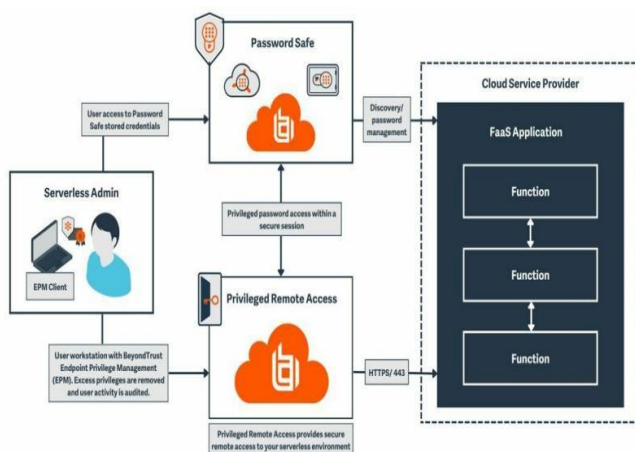 Password Safe
Cloud Service Provider
User access to Password
Safe stored credentials
Discovery/
password
management
FaaS Application
Function
Serverless Admin
EPM Client
Privileged password access within a
secure session
Function
Privileged Remote Access
User workstation with BeyondTrust
Endpoint Privilege Management
(EPM). Excess privileges are removed
and user activity is audited.
HTTPS/ 443
Function
Privileged Remote Access provides secure
remote access to your serverless environment